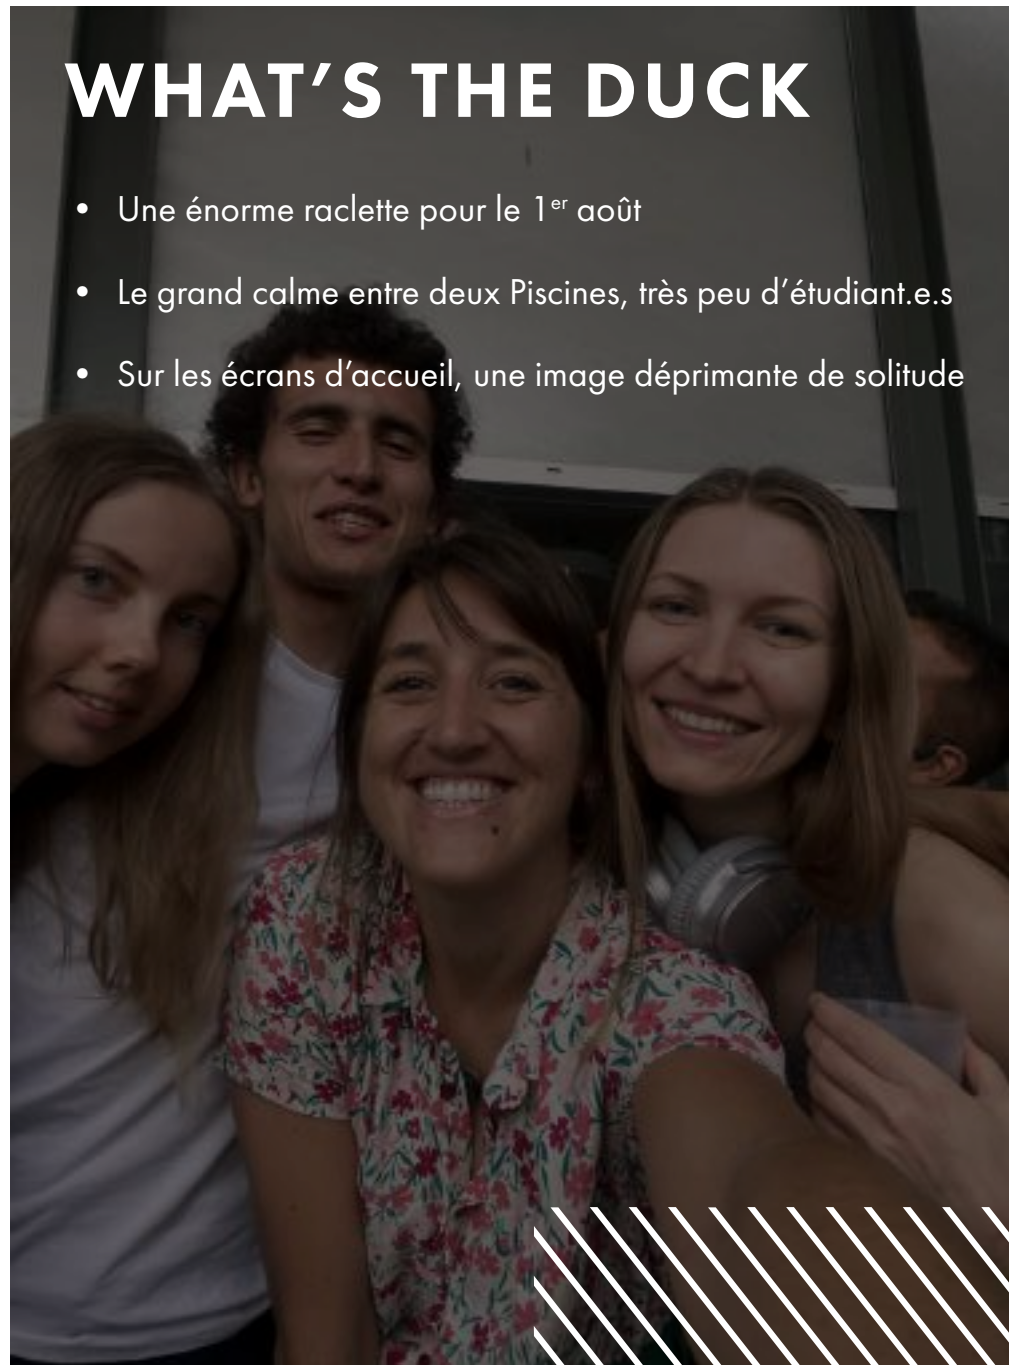 WHAT’S THE DUCK
• Une énorme raclette pour le 1er août
• Le grand calme entre deux Piscines, très peu d’étudiant.e.s
• Sur les écrans d’accueil, une image déprimante de solitude